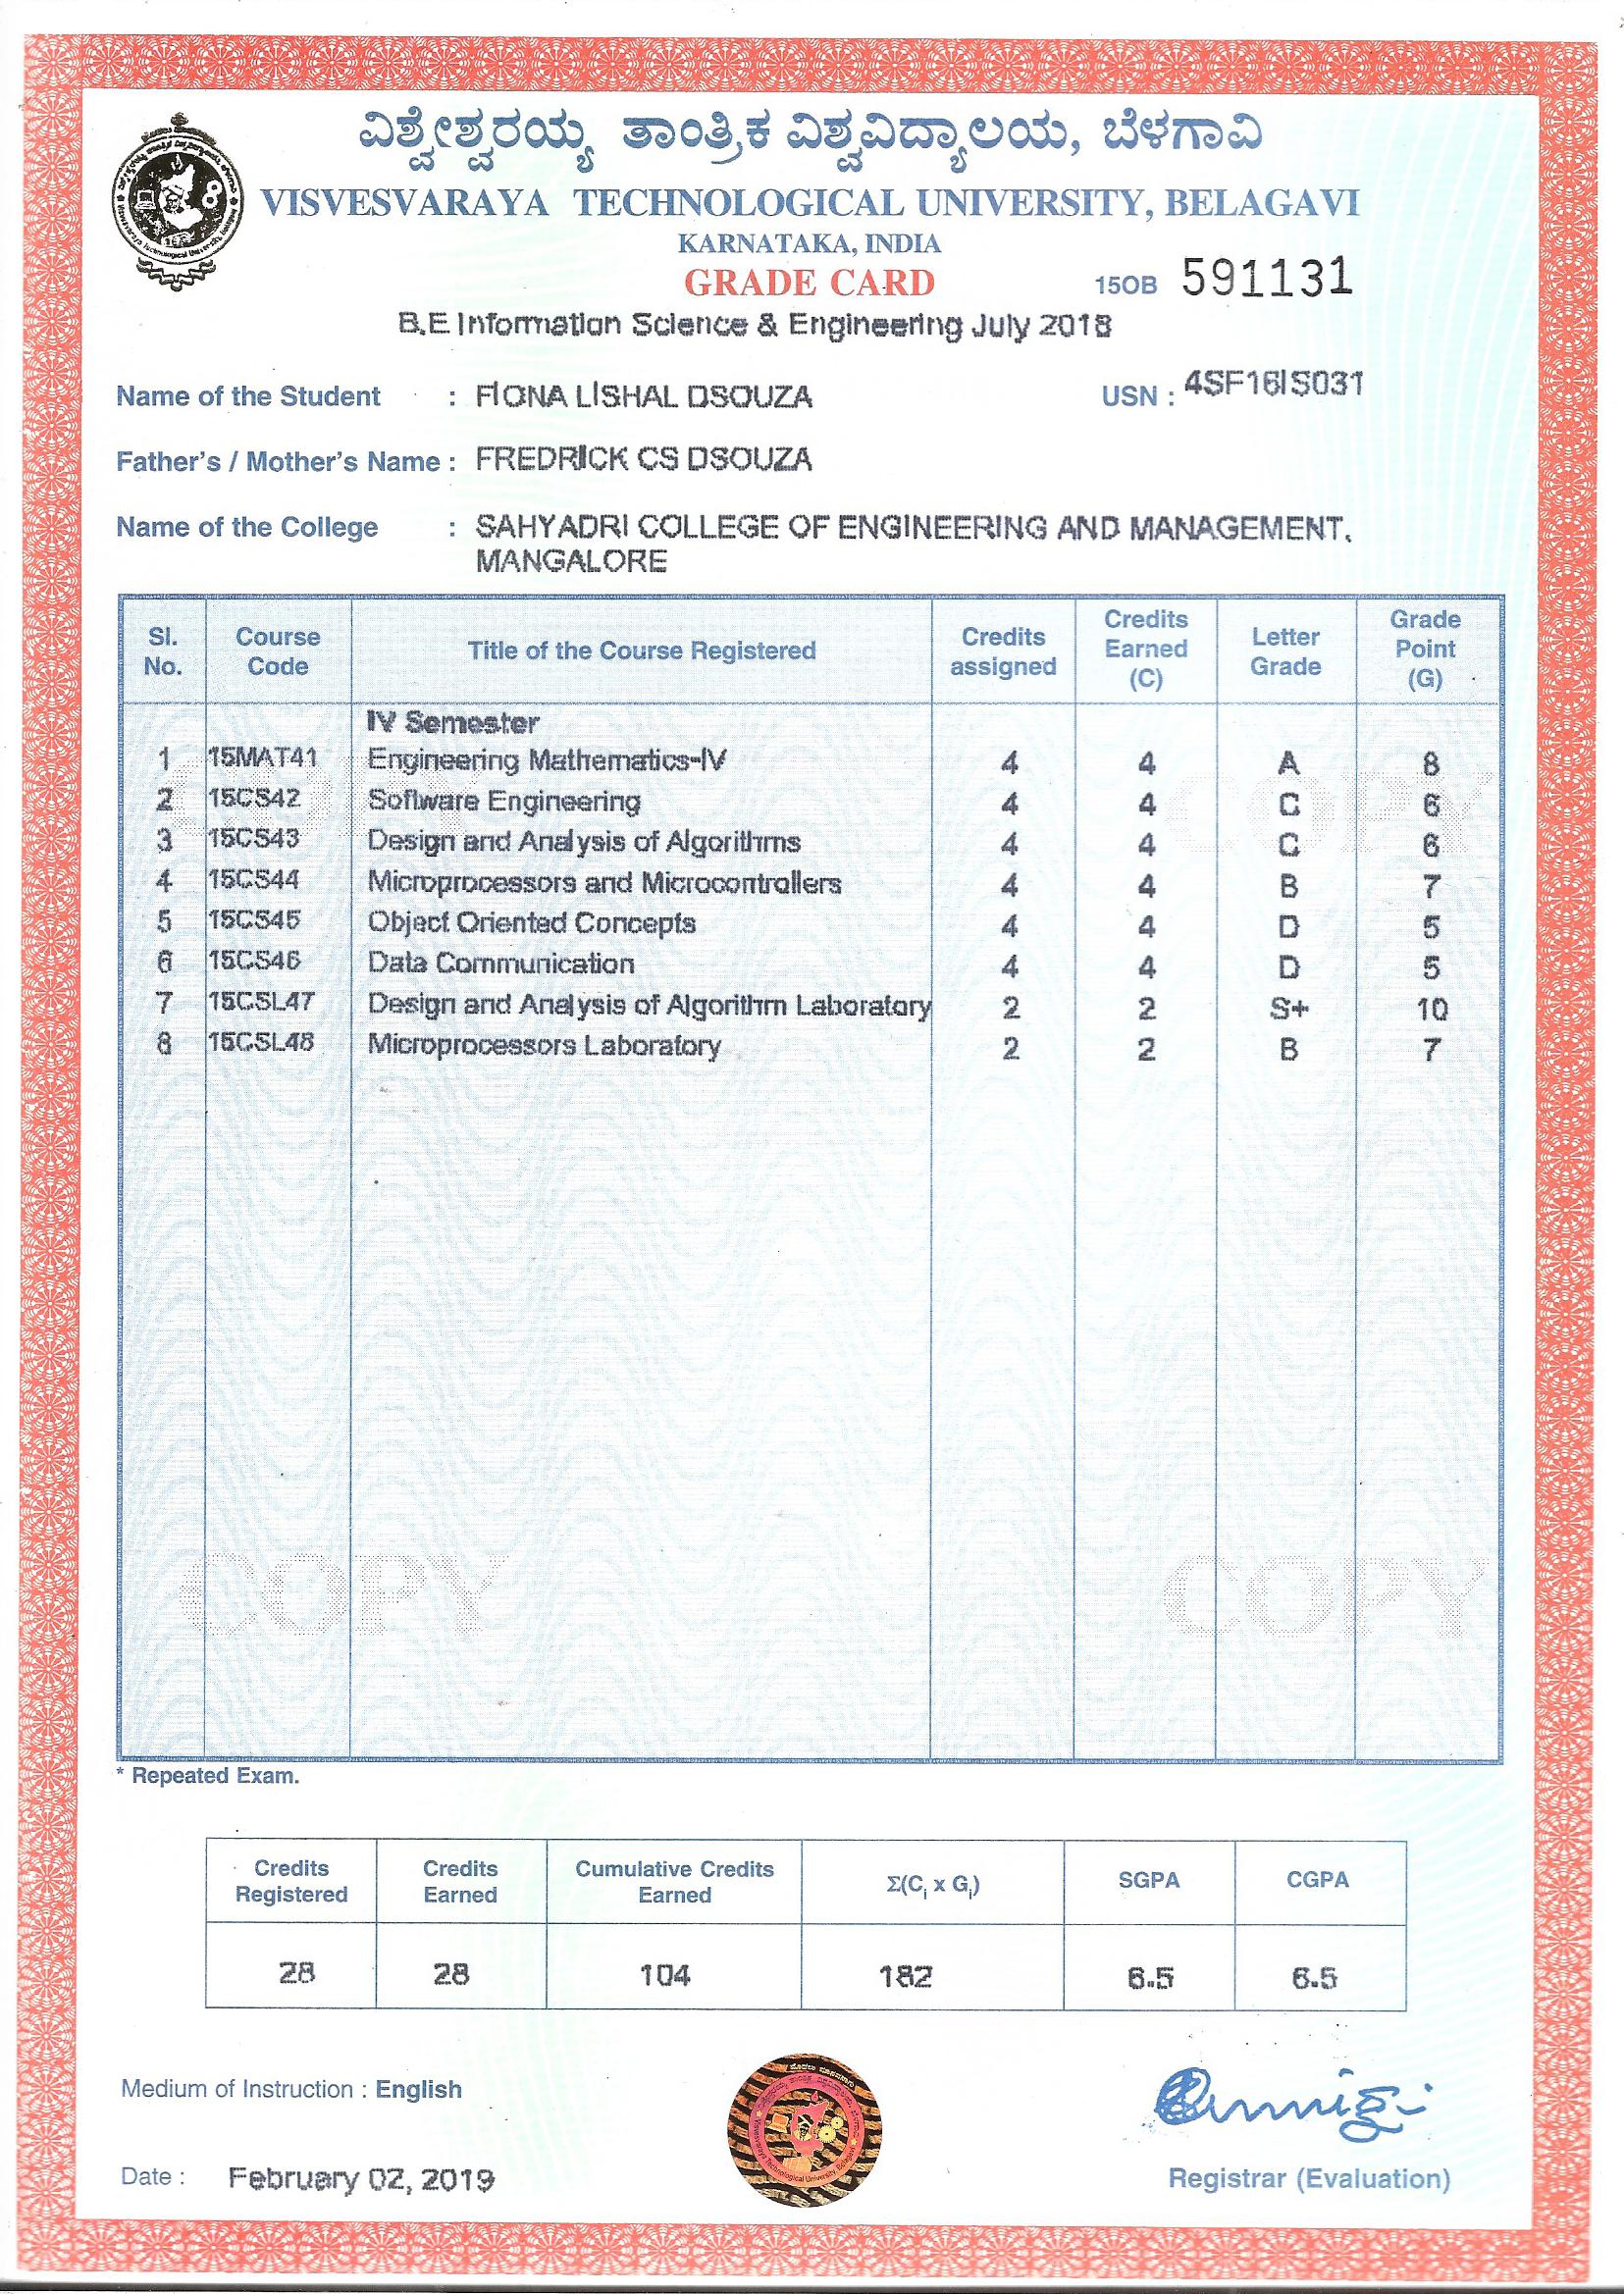 ವಿಶ್ವೇಶ್ವರಯ್ಯ ತಾಂತ್ರಿಕ ವಿಶ್ವವಿದ್ಯಾಲಯ, ಬೆಳಗಾವಿ
VISVESVARAYA TECHNOLOGICAL UNIVERSITY, BELAGAVI
KARNATAKA, INDIA
GRADE CARD 15OB 591131
B.E Information Science & Engineering July 2018
Name of the Student : FIONA LISHAL DSOUZA USN : 4SF16IS031
Father's / Mother's Name : FREDRICK CS DSOUZA
Name of the College : SAHYADRI COLLEGE OF ENGINEERING AND MANAGEMENT,
MANGALORE
Sl. No. Course Code Title of the Course Registered Credits assigned Credits Earned (C) Letter Grade Grade Point (G)
IV Semester
1 15MAT41 Engineering Mathematics-IV 4 4 A 8
2 15CS42 Software Engineering 4 4 C 6
3 15CS43 Design and Analysis of Algorithms 4 4 C 6
4 15CS44 Microprocessors and Microcontrollers 4 4 B 7
5 15CS45 Object Oriented Concepts 4 4 D 5
6 15CS46 Data Communication 4 4 D 5
7 15CSL47 Design and Analysis of Algorithm Laboratory 2 2 S+ 10
8 15CSL48 Microprocessors Laboratory 2 2 B 7
COPY COPY
* Repeated Exam.
Credits Registered Credits Earned Cumulative Credits Earned Σ(Ci x Gi) SGPA CGPA
28 28 104 182 6.5 6.5
Medium of Instruction : English
Date : February 02, 2019
Registrar (Evaluation)